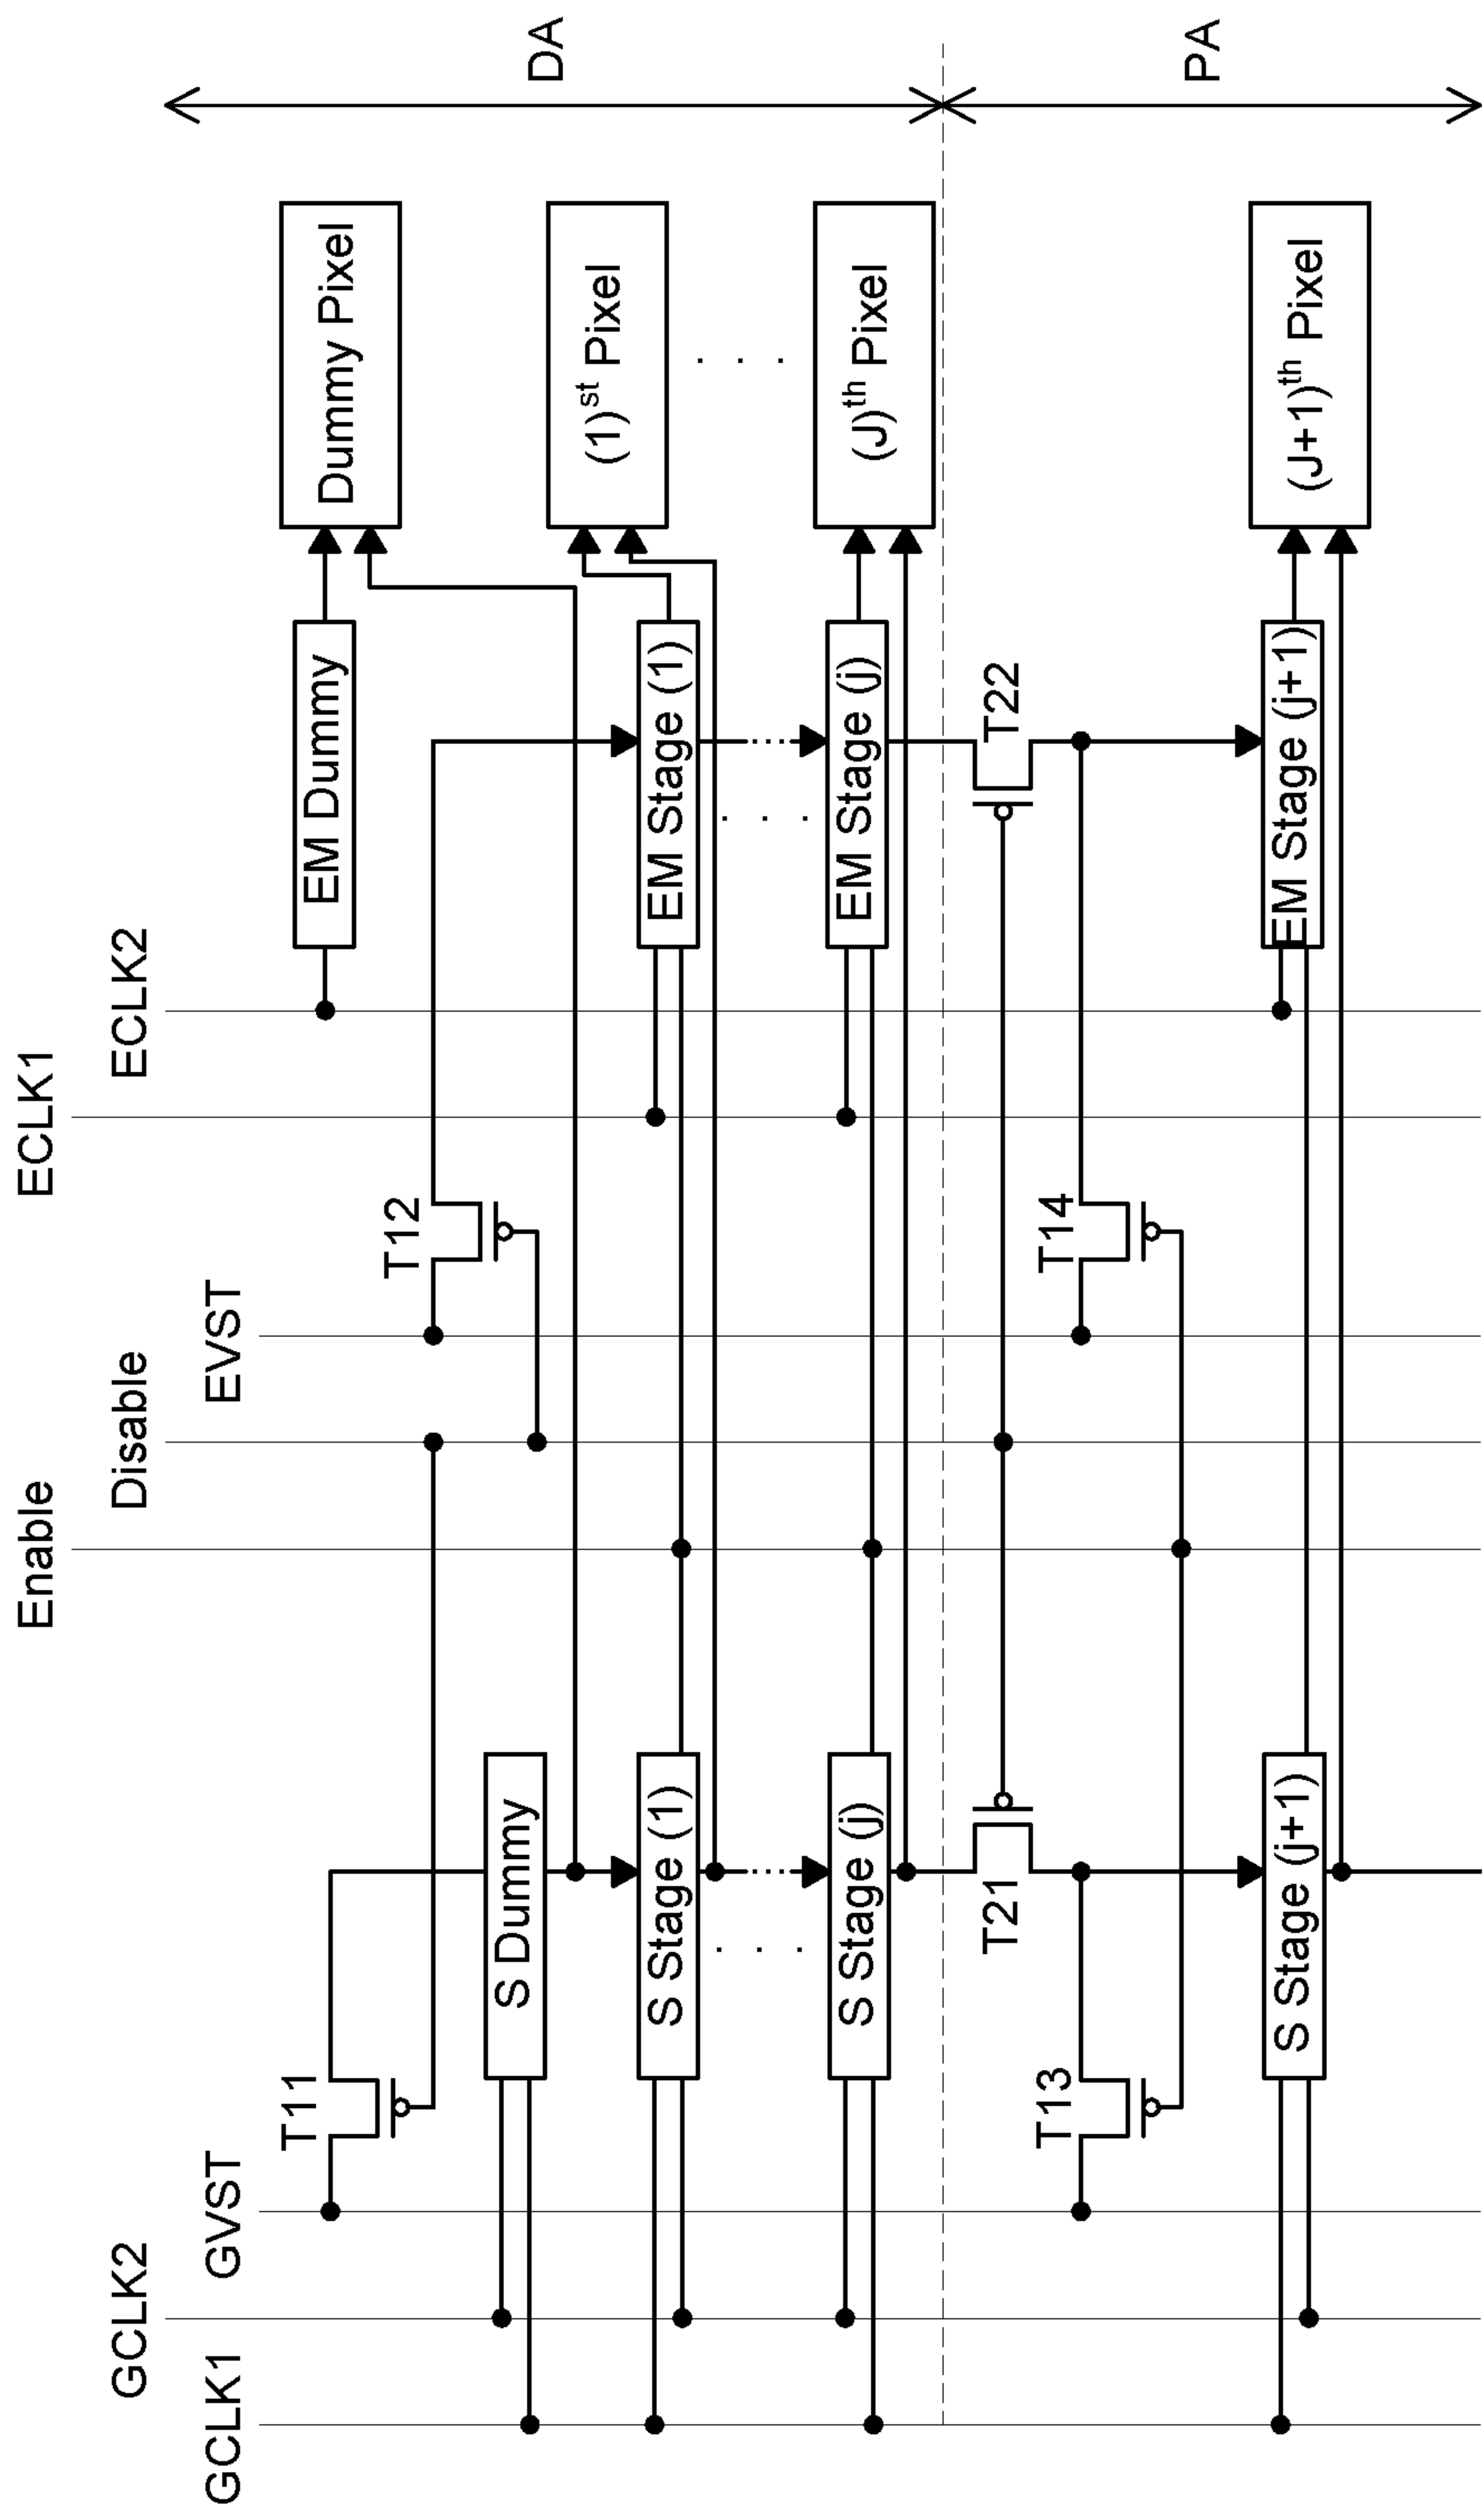 GCLK1
GCLK2
GVST
Enable
Disable
EVST
ECLK1
ECLK2
T11
T12
EM Dummy
Dummy Pixel
S Dummy
DA
S Stage (1)
EM Stage (1)
(1)st Pixel
S Stage (j)
EM Stage (j)
(J)th Pixel
T21
T22
T13
T14
PA
S Stage (j+1)
EM Stage (j+1)
(J+1)th Pixel